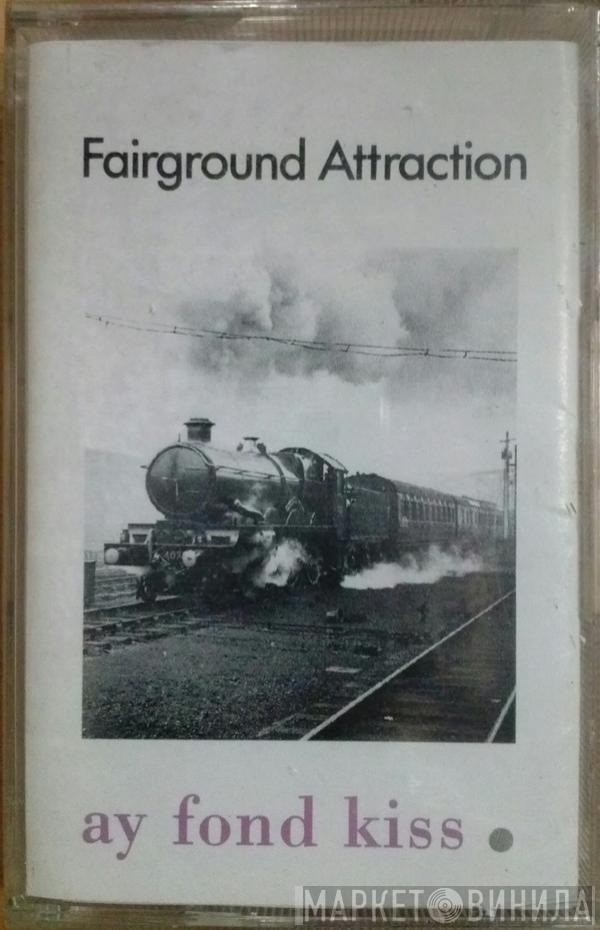 Fairground Attraction
ay fond kiss
МАРКЕТ ВИНИЛА